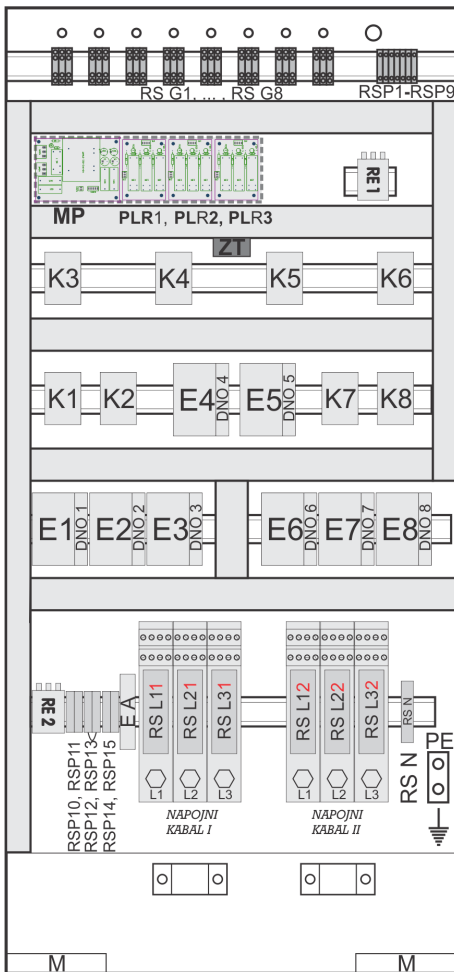 RS G1, ... , RS G8
RSP1-RSP9
RE 1
MP
PLR1, PLR2, PLR3
ZT
K3
K4
K5
K6
K1
K2
E4
DNO 4
E5
DNO 5
K7
K8
E1
DNO 1
E2
DNO 2
E3
DNO 3
E6
DNO 6
E7
DNO 7
E8
DNO 8
RE 2
RSP10, RSP11
RSP12, RSP13
RSP14, RSP15
E A
RS L11
RS L21
RS L31
RS L12
RS L22
RS L32
RS N
RS N
PE
L1
L2
L3
L1
L2
L3
NAPOJNI
KABAL I
NAPOJNI
KABAL II
M
M